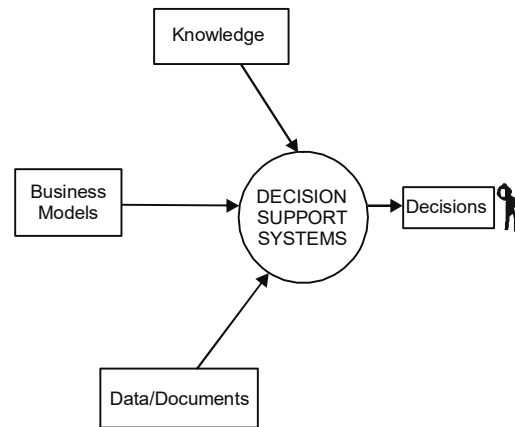 Knowledge
Business
Models
DECISION
SUPPORT
SYSTEMS
Decisions
Data/Documents